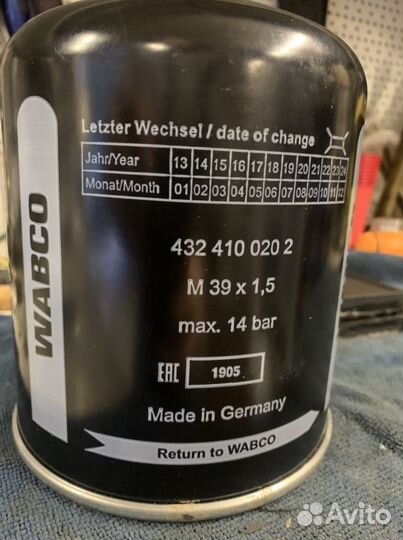 Letzter Wechsel / date of change
Jahr/Year 13 14 15 16 17 18 19 20 21 22 23 24
Monat/Month 01 02 03 04 05 06 07 08 09 10 11 12
WABCO
432 410 020 2
M 39 x 1,5
max. 14 bar
EAC 1905
Made in Germany
Return to WABCO
Avito